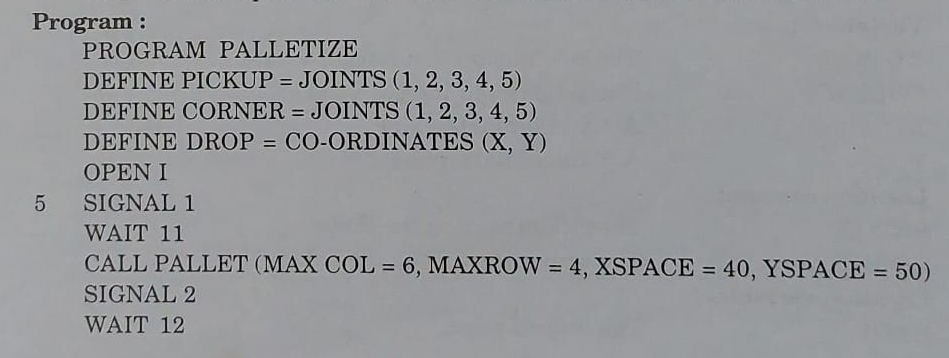 Program :
PROGRAM PALLETIZE
DEFINE PICKUP = JOINTS (1, 2, 3, 4, 5)
DEFINE CORNER = JOINTS (1, 2, 3, 4, 5)
DEFINE DROP = CO-ORDINATES (X, Y)
OPEN I
5 SIGNAL 1
WAIT 11
CALL PALLET (MAX COL = 6, MAXROW = 4, XSPACE = 40, YSPACE = 50)
SIGNAL 2
WAIT 12